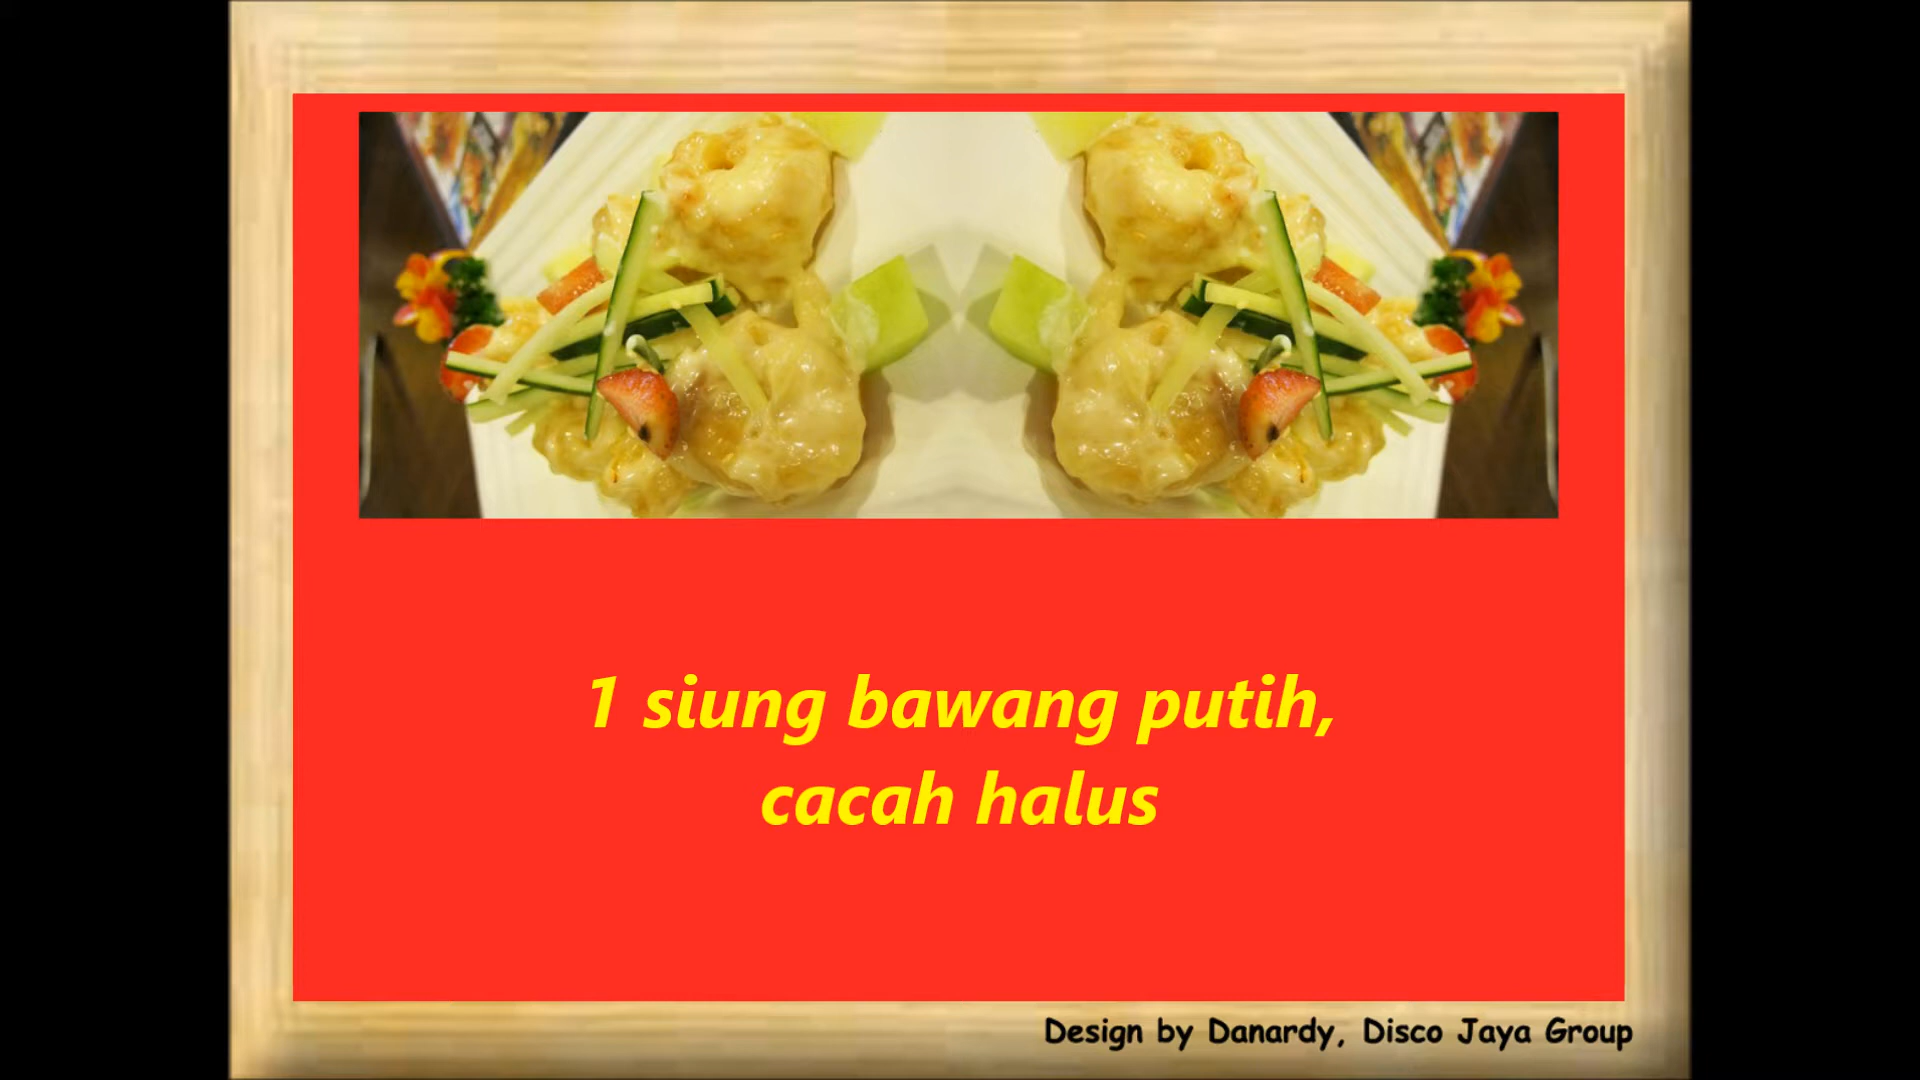 1 siung bawang putih,
cacah halus
Design by Danardy, Disco Jaya Group